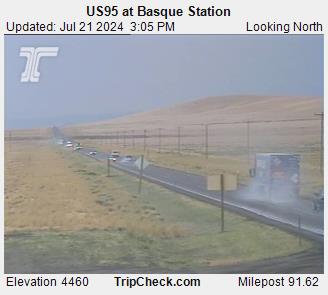 US95 at Basque Station
Updated: Jul 21 2024 3:05 PM Looking North
Elevation 4460 TripCheck.com Milepost 91.62